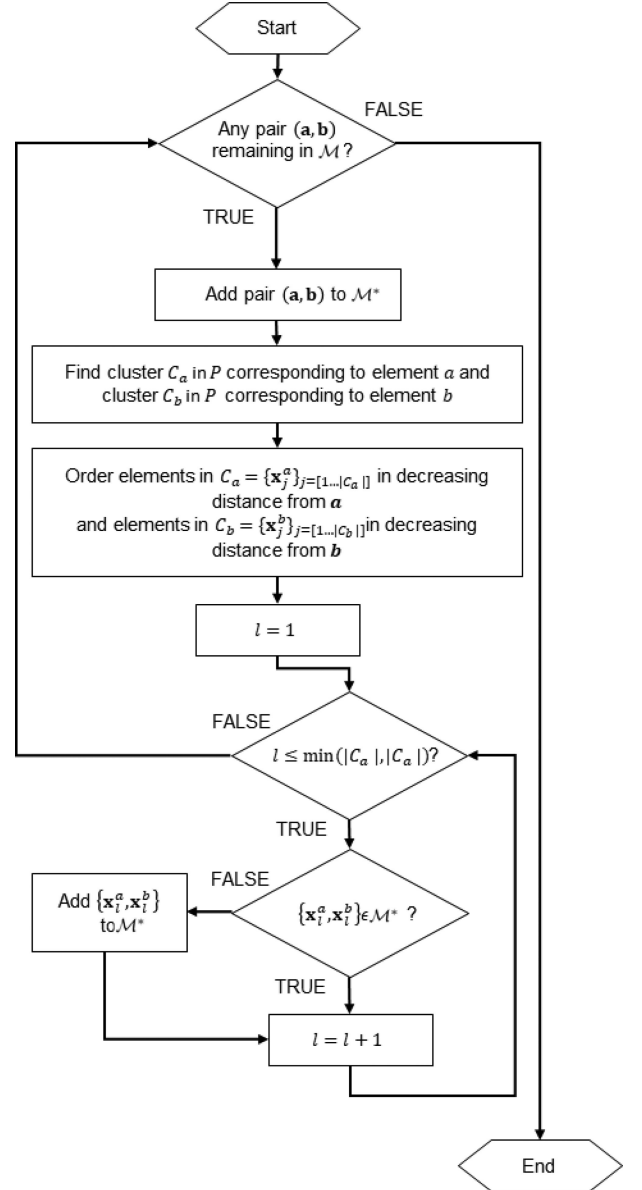 Start
Any pair (𝐚,𝐛)
remaining in ℳ?
FALSE
TRUE
Add pair (𝐚,𝐛) to ℳ*
Find cluster C_a in P corresponding to element a and
cluster C_b in P corresponding to element b
Order elements in C_a = {𝐱_j^a}_{j=[1…|C_a|]} in decreasing
distance from 𝒂
and elements in C_b = {𝐱_j^b}_{j=[1…|C_b|]} in decreasing
distance from 𝒃
l = 1
FALSE
l ≤ min(|C_a|,|C_a|)?
TRUE
FALSE
{𝐱_l^a,𝐱_l^b}ϵℳ* ?
Add {𝐱_l^a,𝐱_l^b}
toℳ*
TRUE
l = l + 1
End